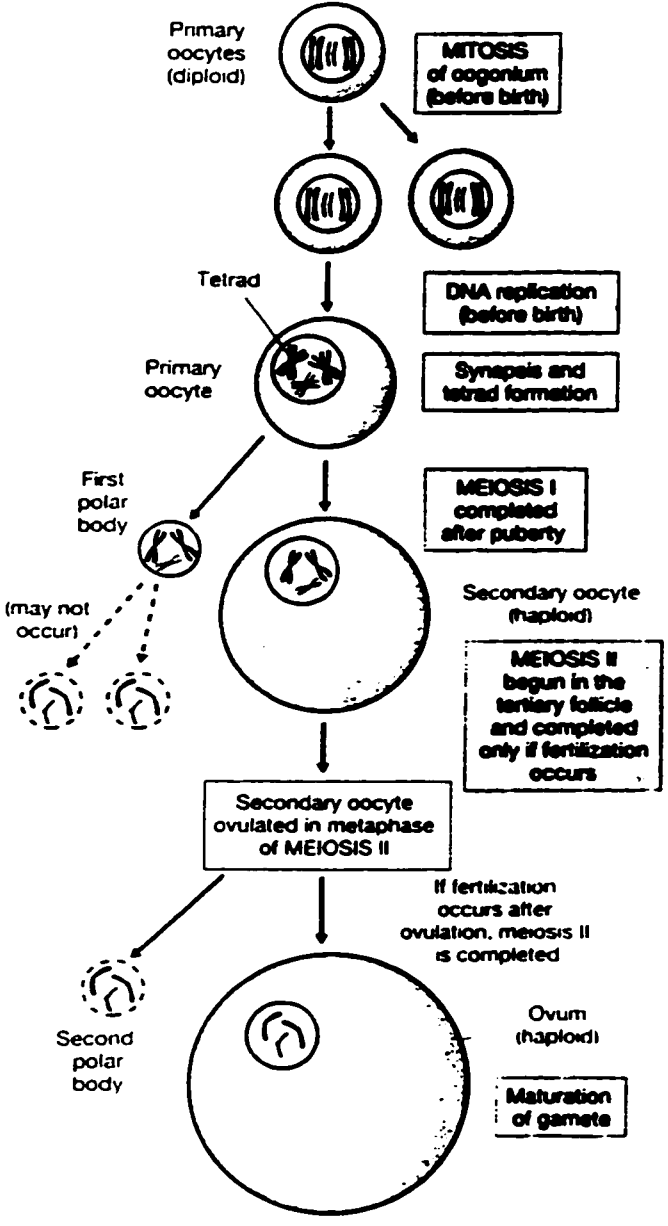 Primary
oocytes
(diploid)
MITOSIS
of oogonium
(before birth)
Tetrad
DNA replication
(before birth)
Primary
oocyte
Synapsis and
tetrad formation
First
polar
body
MEIOSIS I
completed
after puberty
(may not
occur)
Secondary oocyte
(haploid)
MEIOSIS II
begun in the
tertiary follicle
and completed
only if fertilization
occurs
Secondary oocyte
ovulated in metaphase
of MEIOSIS II
If fertilization
occurs after
ovulation, meiosis II
is completed
Second
polar
body
Ovum
(haploid)
Maturation
of gamete